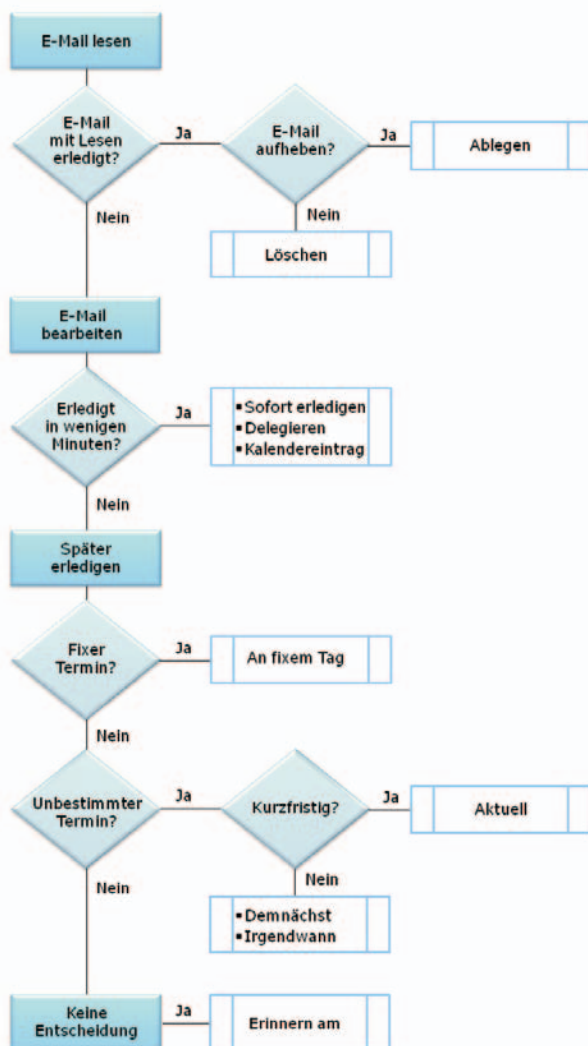 E-Mail lesen
E-Mail
mit Lesen
erledigt?
Ja
E-Mail
aufheben?
Ja
Ablegen
Nein
Nein
Löschen
E-Mail
bearbeiten
Erledigt
in wenigen
Minuten?
Ja
▪ Sofort erledigen
▪ Delegieren
▪ Kalendereintrag
Nein
Später
erledigen
Fixer
Termin?
Ja
An fixem Tag
Nein
Unbestimmter
Termin?
Ja
Kurzfristig?
Ja
Aktuell
Nein
Nein
▪ Demnächst
▪ Irgendwann
Keine
Entscheidung
Ja
Erinnern am